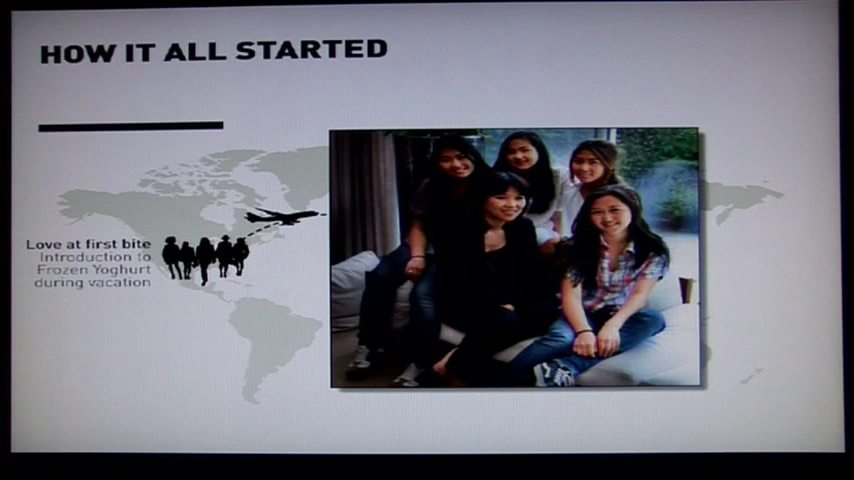 HOW IT ALL STARTED
Love at first bite
Introduction to
Frozen Yoghurt
during vacation